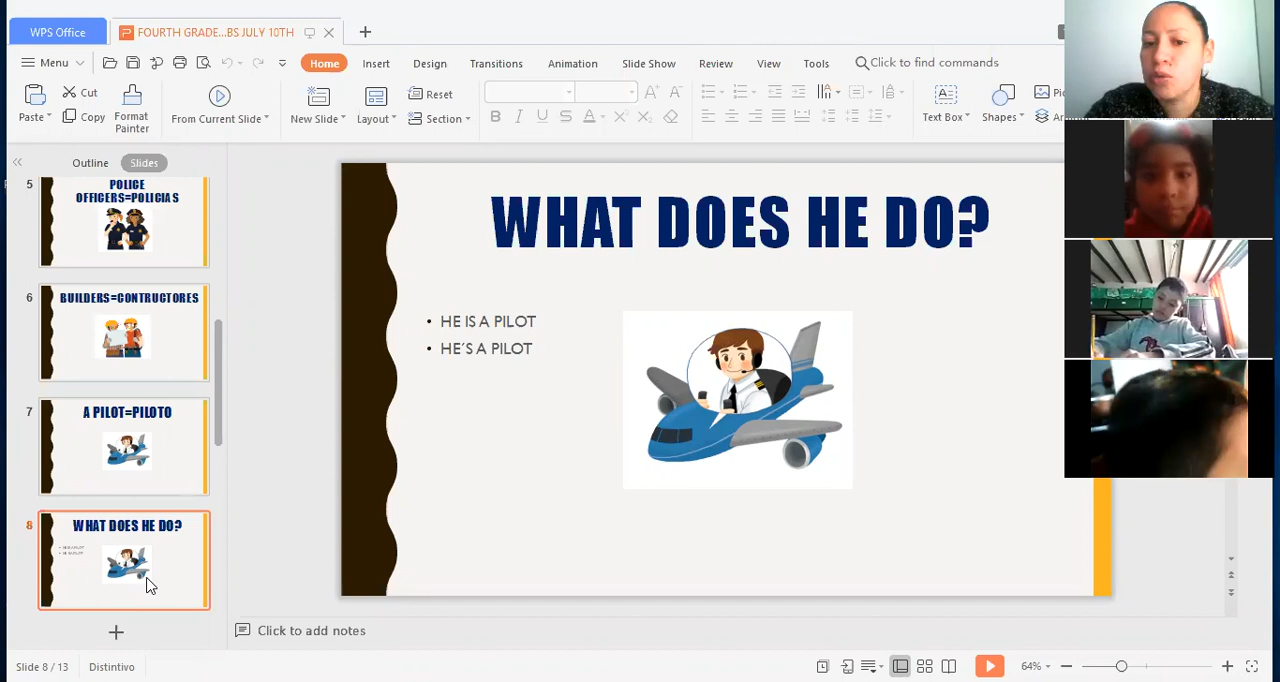 WPS Office
FOURTH GRADE...BS JULY 10TH
Menu
Home
Insert
Design
Transitions
Animation
Slide Show
Review
View
Tools
Click to find commands
Paste
Cut
Copy
Format
Painter
From Current Slide
New Slide
Layout
Reset
Section
B I U S A X² X₂
Text Box
Shapes
Outline
Slides
5
POLICE
OFFICERS=POLICIAS
6
BUILDERS=CONTRUCTORES
7
A PILOT=PILOTO
8
WHAT DOES HE DO?
WHAT DOES HE DO?
• HE IS A PILOT
• HE´S A PILOT
Click to add notes
Slide 8 / 13
Distintivo
64%